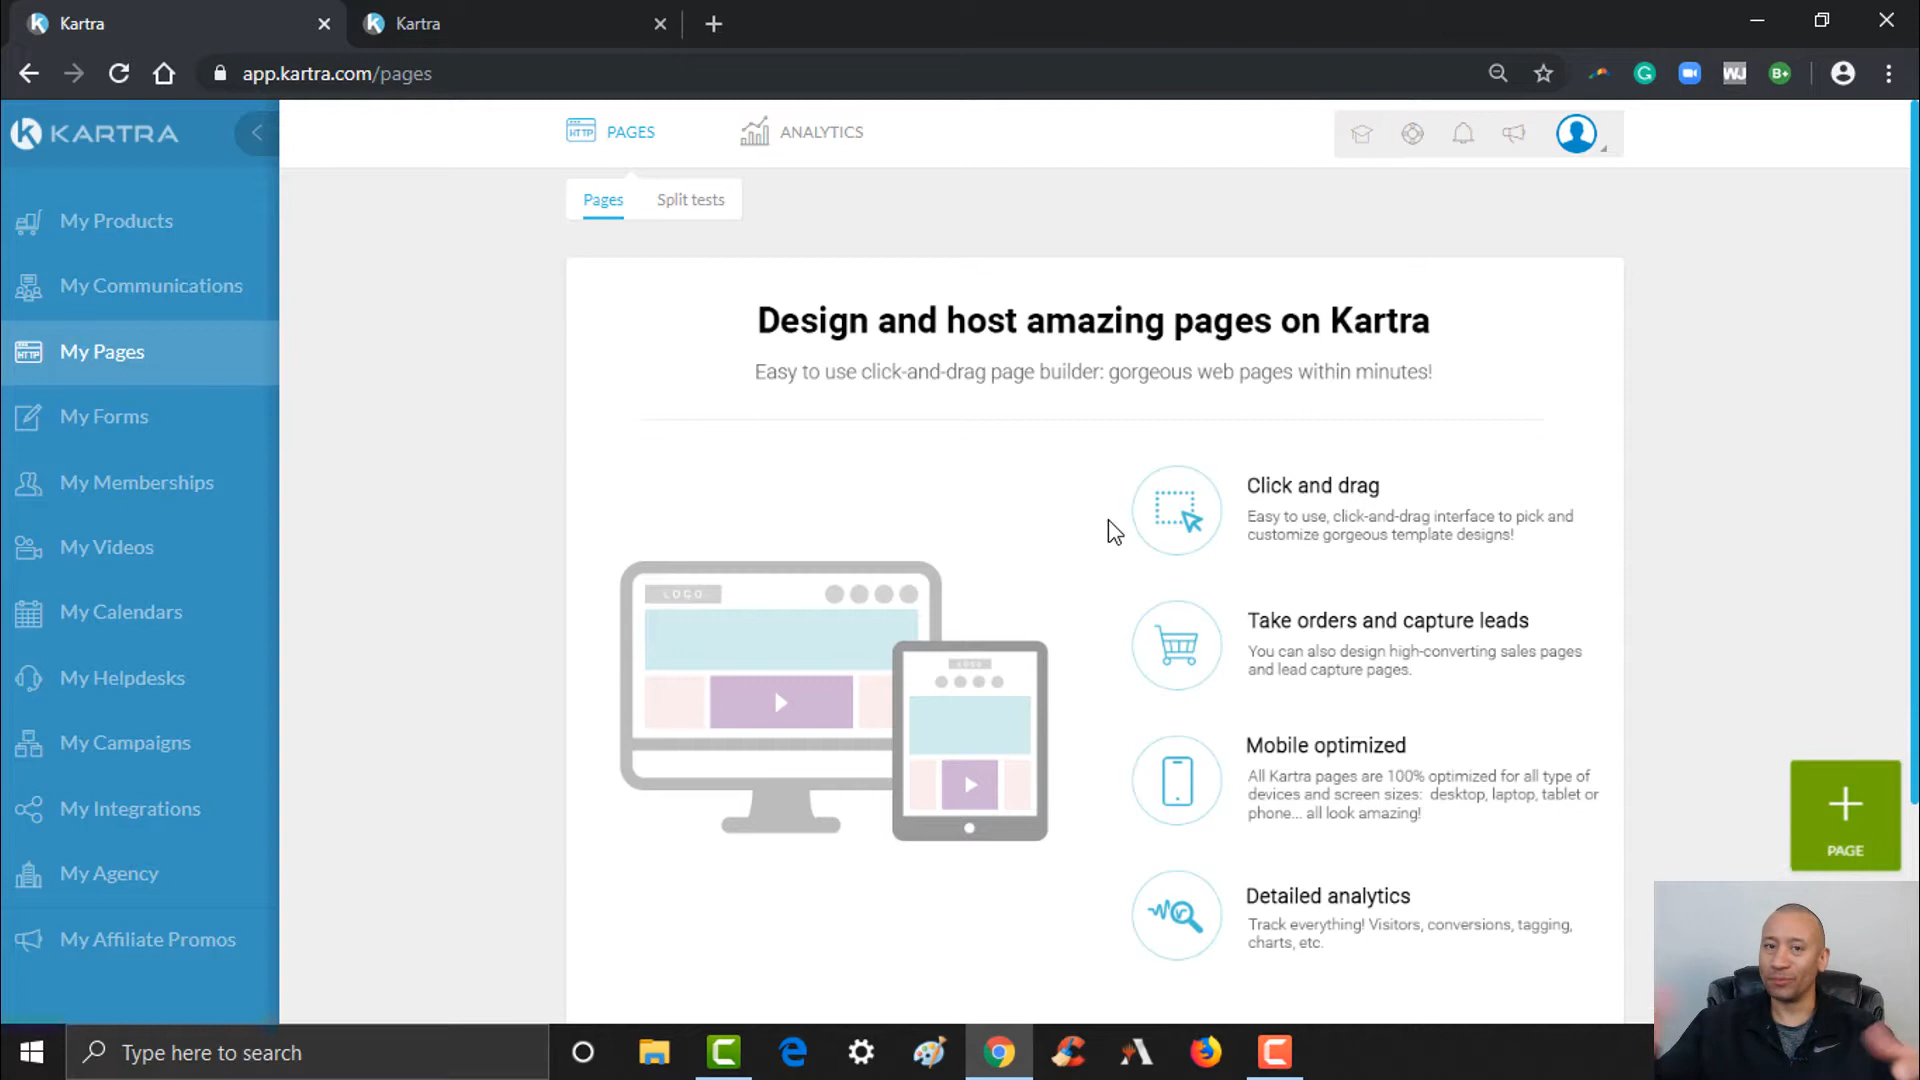 Kartra
Kartra
app.kartra.com/pages
WJ
B+
KARTRA
HTTP PAGES
ANALYTICS
Pages
Split tests
My Products
My Communications
HTTP My Pages
My Forms
My Memberships
My Videos
My Calendars
My Helpdesks
My Campaigns
My Integrations
My Agency
My Affiliate Promos
Design and host amazing pages on Kartra
Easy to use click-and-drag page builder: gorgeous web pages within minutes!
LOGO
LOGO
Click and drag
Easy to use, click-and-drag interface to pick and
customize gorgeous template designs!
Take orders and capture leads
You can also design high-converting sales pages
and lead capture pages.
Mobile optimized
All Kartra pages are 100% optimized for all type of
devices and screen sizes: desktop, laptop, tablet or
phone... all look amazing!
Detailed analytics
Track everything! Visitors, conversions, tagging,
charts, etc.
PAGE
Type here to search